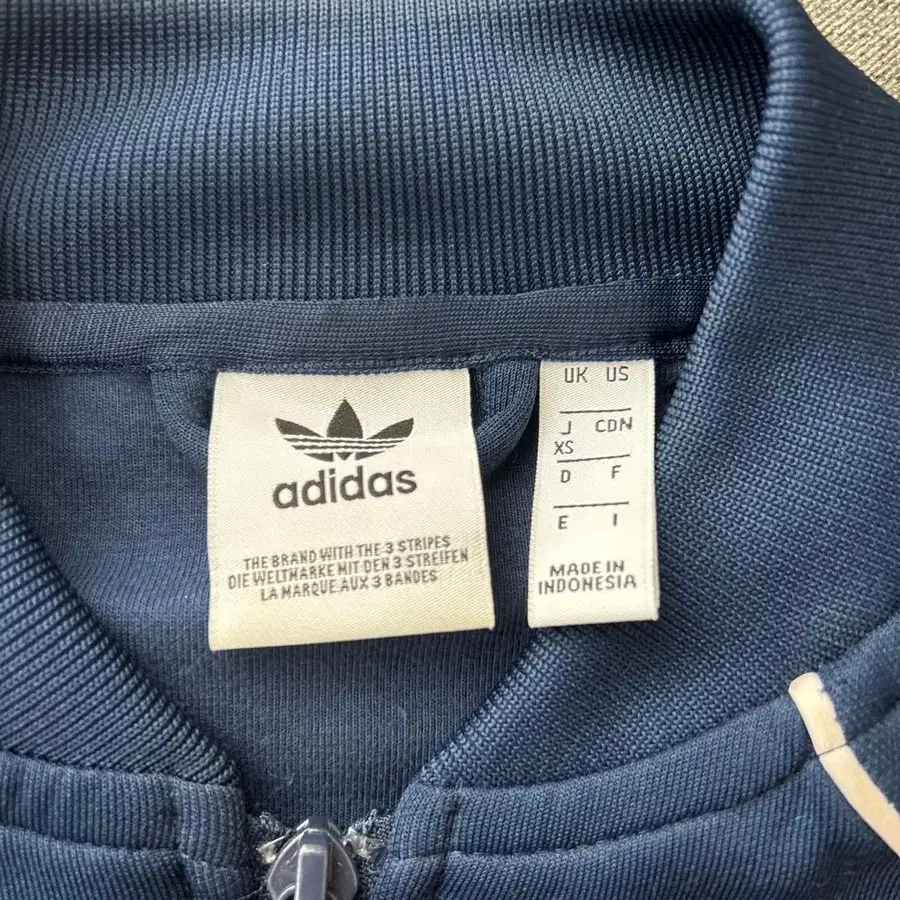 adidas
THE BRAND WITH THE 3 STRIPES
DIE WELTMARKE MIT DEN 3 STREIFEN
LA MARQUE AUX 3 BANDES
UK US
J CDN
XS
D F
E I
MADE IN
INDONESIA